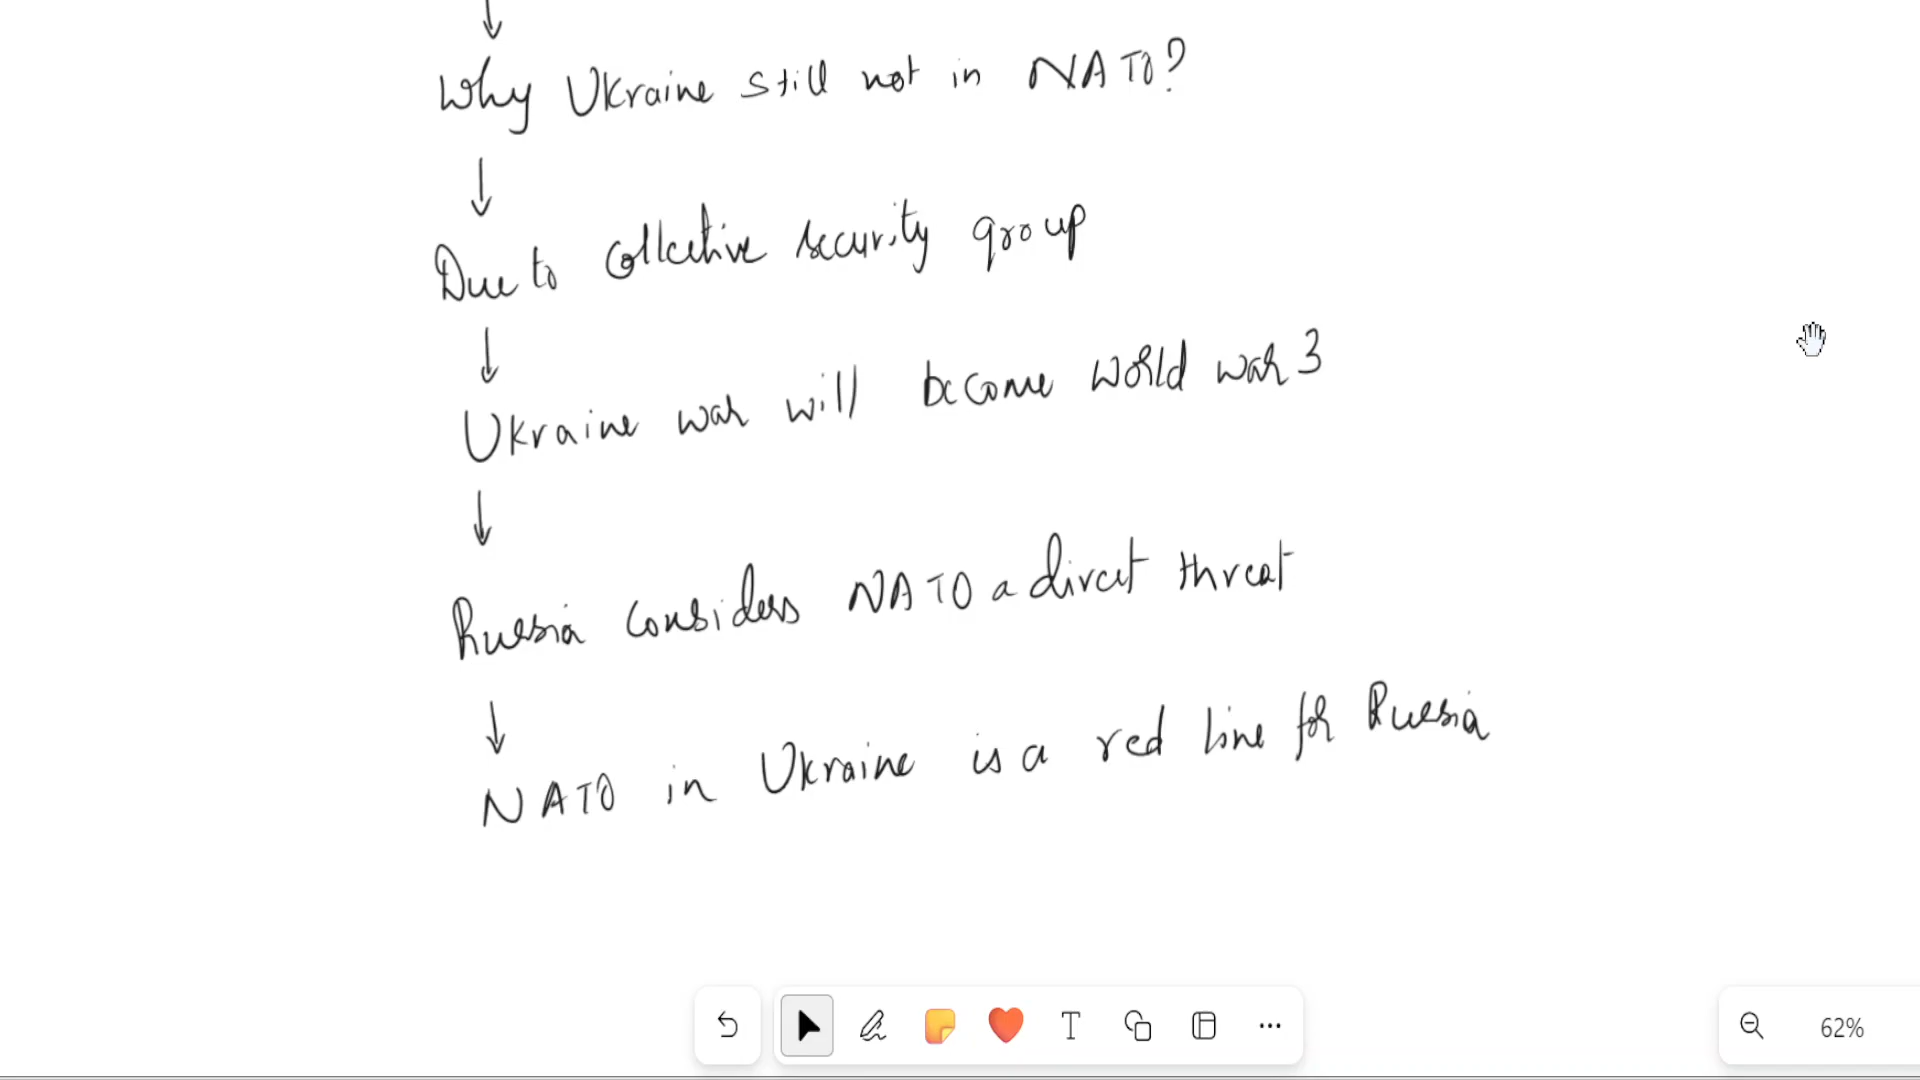 ↓
Why Ukraine still not in NATO?
↓
Due to collective security group
↓
Ukraine war will become world war 3
↓
Russia considers NATO a direct threat
↓
NATO in Ukraine is a red line for Russia
T
62%